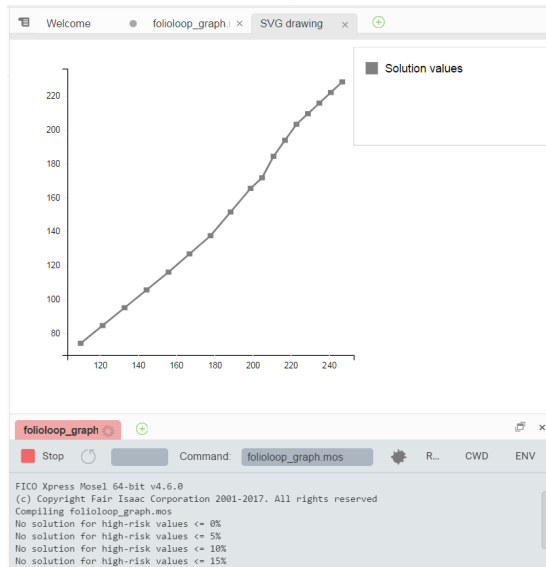 Welcome
folioloop_graph.
SVG drawing
Solution values
220
200
180
160
140
120
100
80
120 140 160 180 200 220 240
folioloop_graph
Stop
Command: folioloop_graph.mos R... CWD ENV
FICO Xpress Mosel 64-bit v4.6.0
(c) Copyright Fair Isaac Corporation 2001-2017. All rights reserved
Compiling folioloop_graph.mos
No solution for high-risk values <= 0%
No solution for high-risk values <= 5%
No solution for high-risk values <= 10%
No solution for high-risk values <= 15%